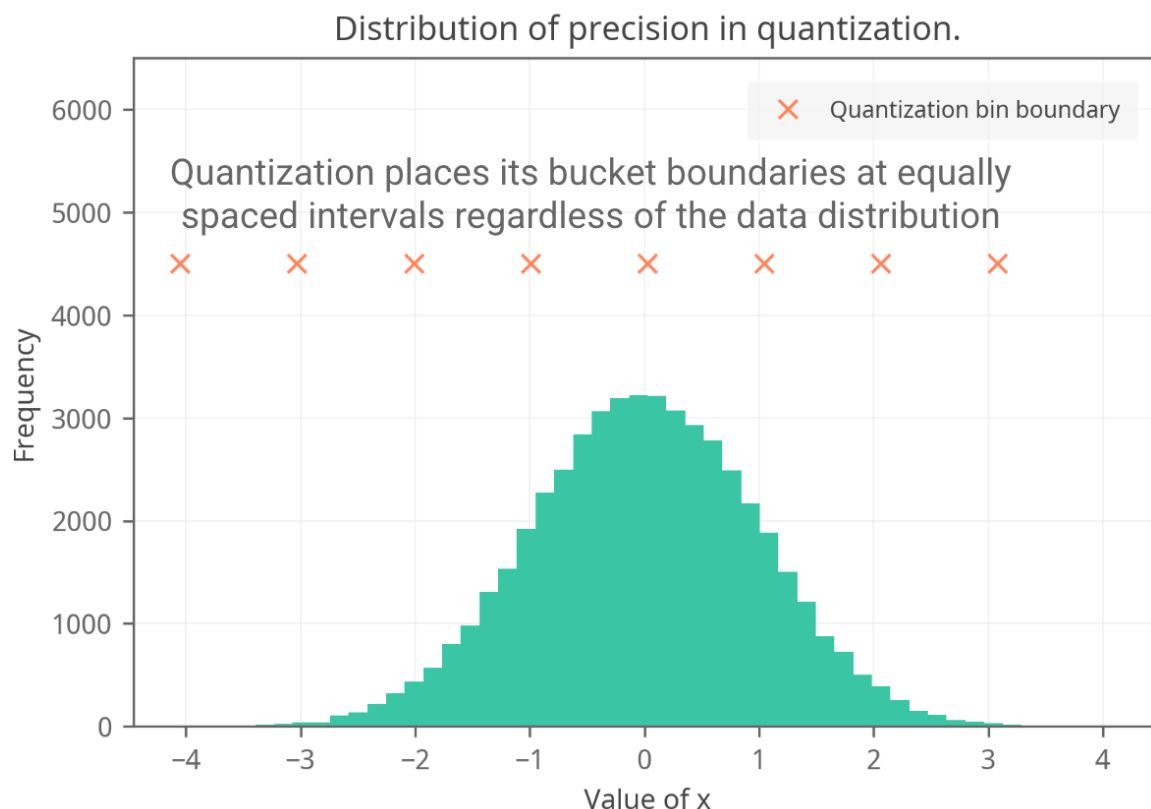 Distribution of precision in quantization.
Quantization bin boundary
Quantization places its bucket boundaries at equally
spaced intervals regardless of the data distribution
Frequency
6000
5000
4000
3000
2000
1000
0
−4 −3 −2 −1 0 1 2 3 4
Value of x